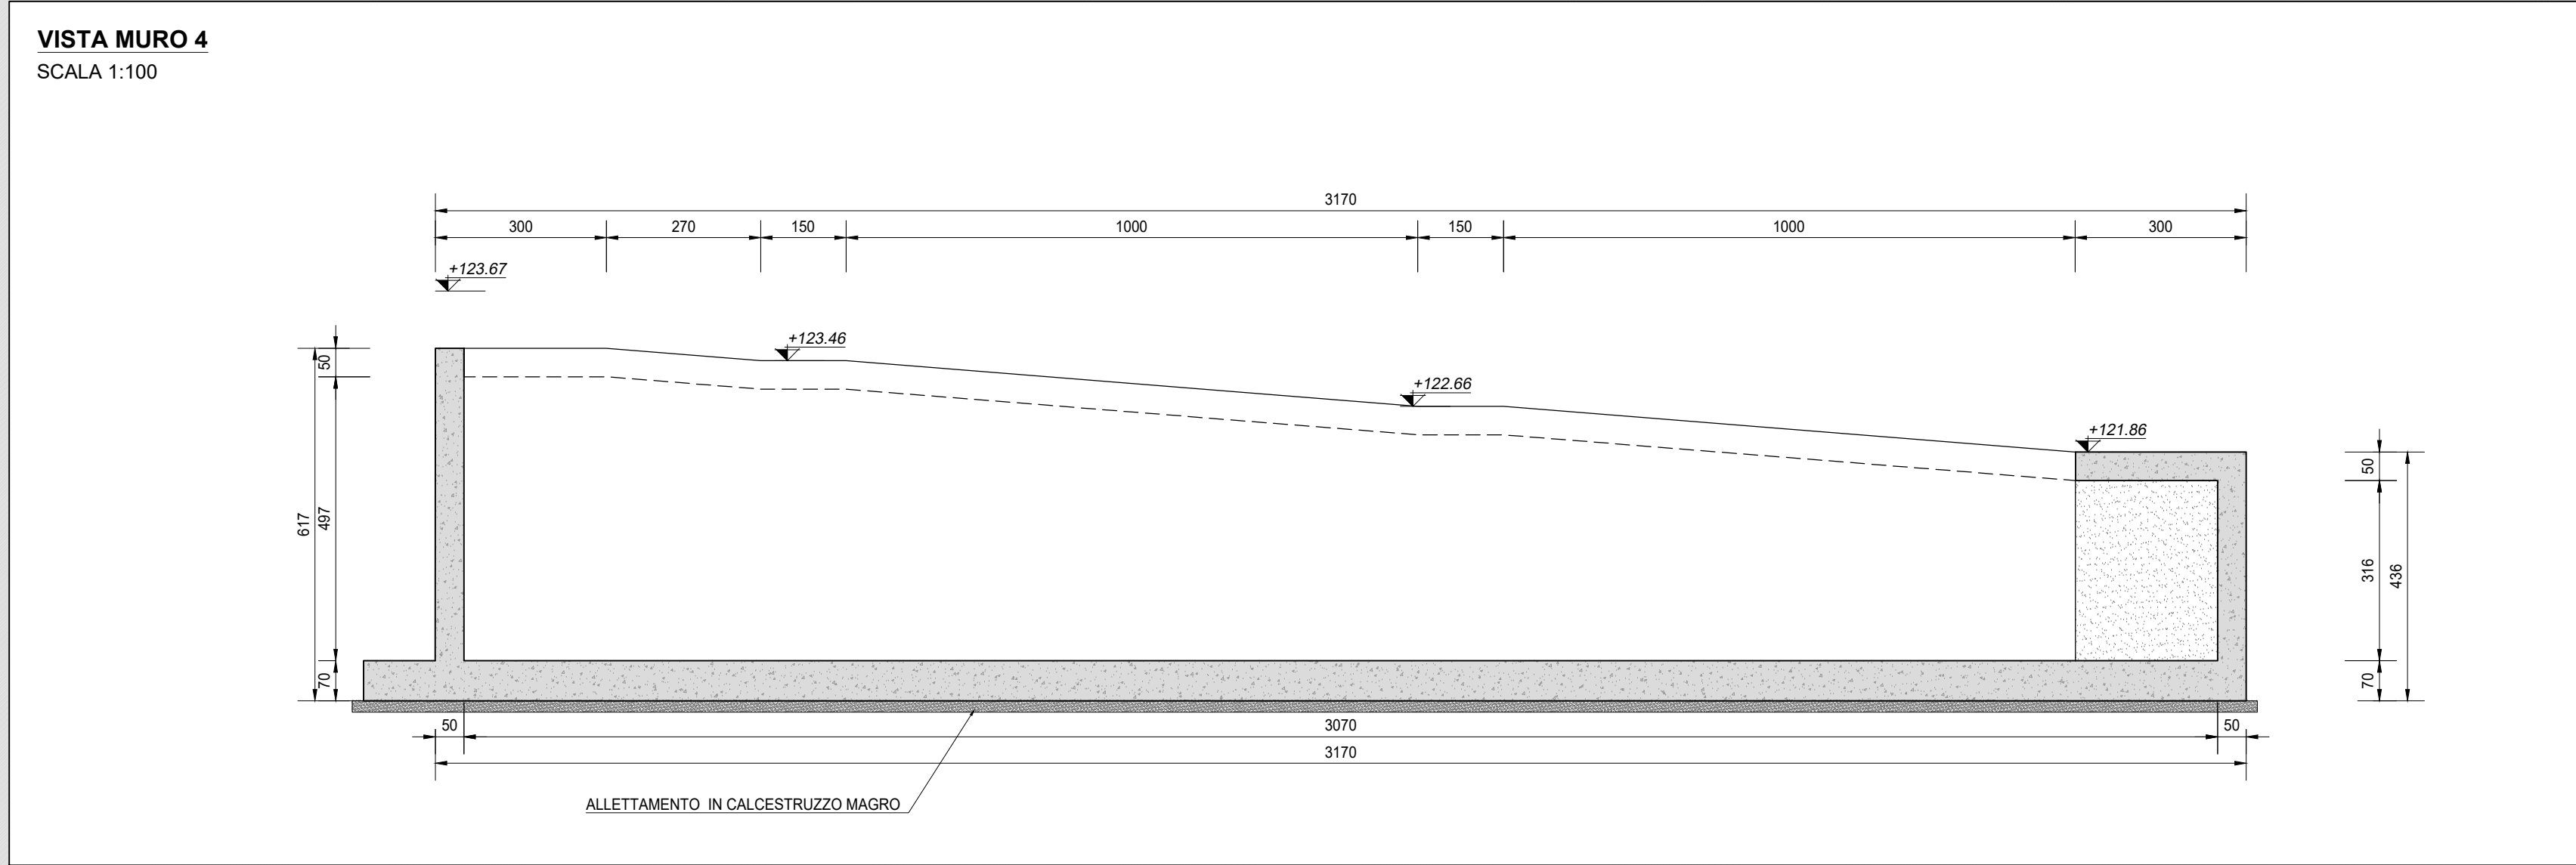 VISTA MURO 4
SCALA 1:100
3170
300 270 150 1000 150 1000 300
+123.67
+123.46
+122.66
+121.86
50
497
617
70
50
316
436
70
50 3070 50
3170
ALLETTAMENTO IN CALCESTRUZZO MAGRO